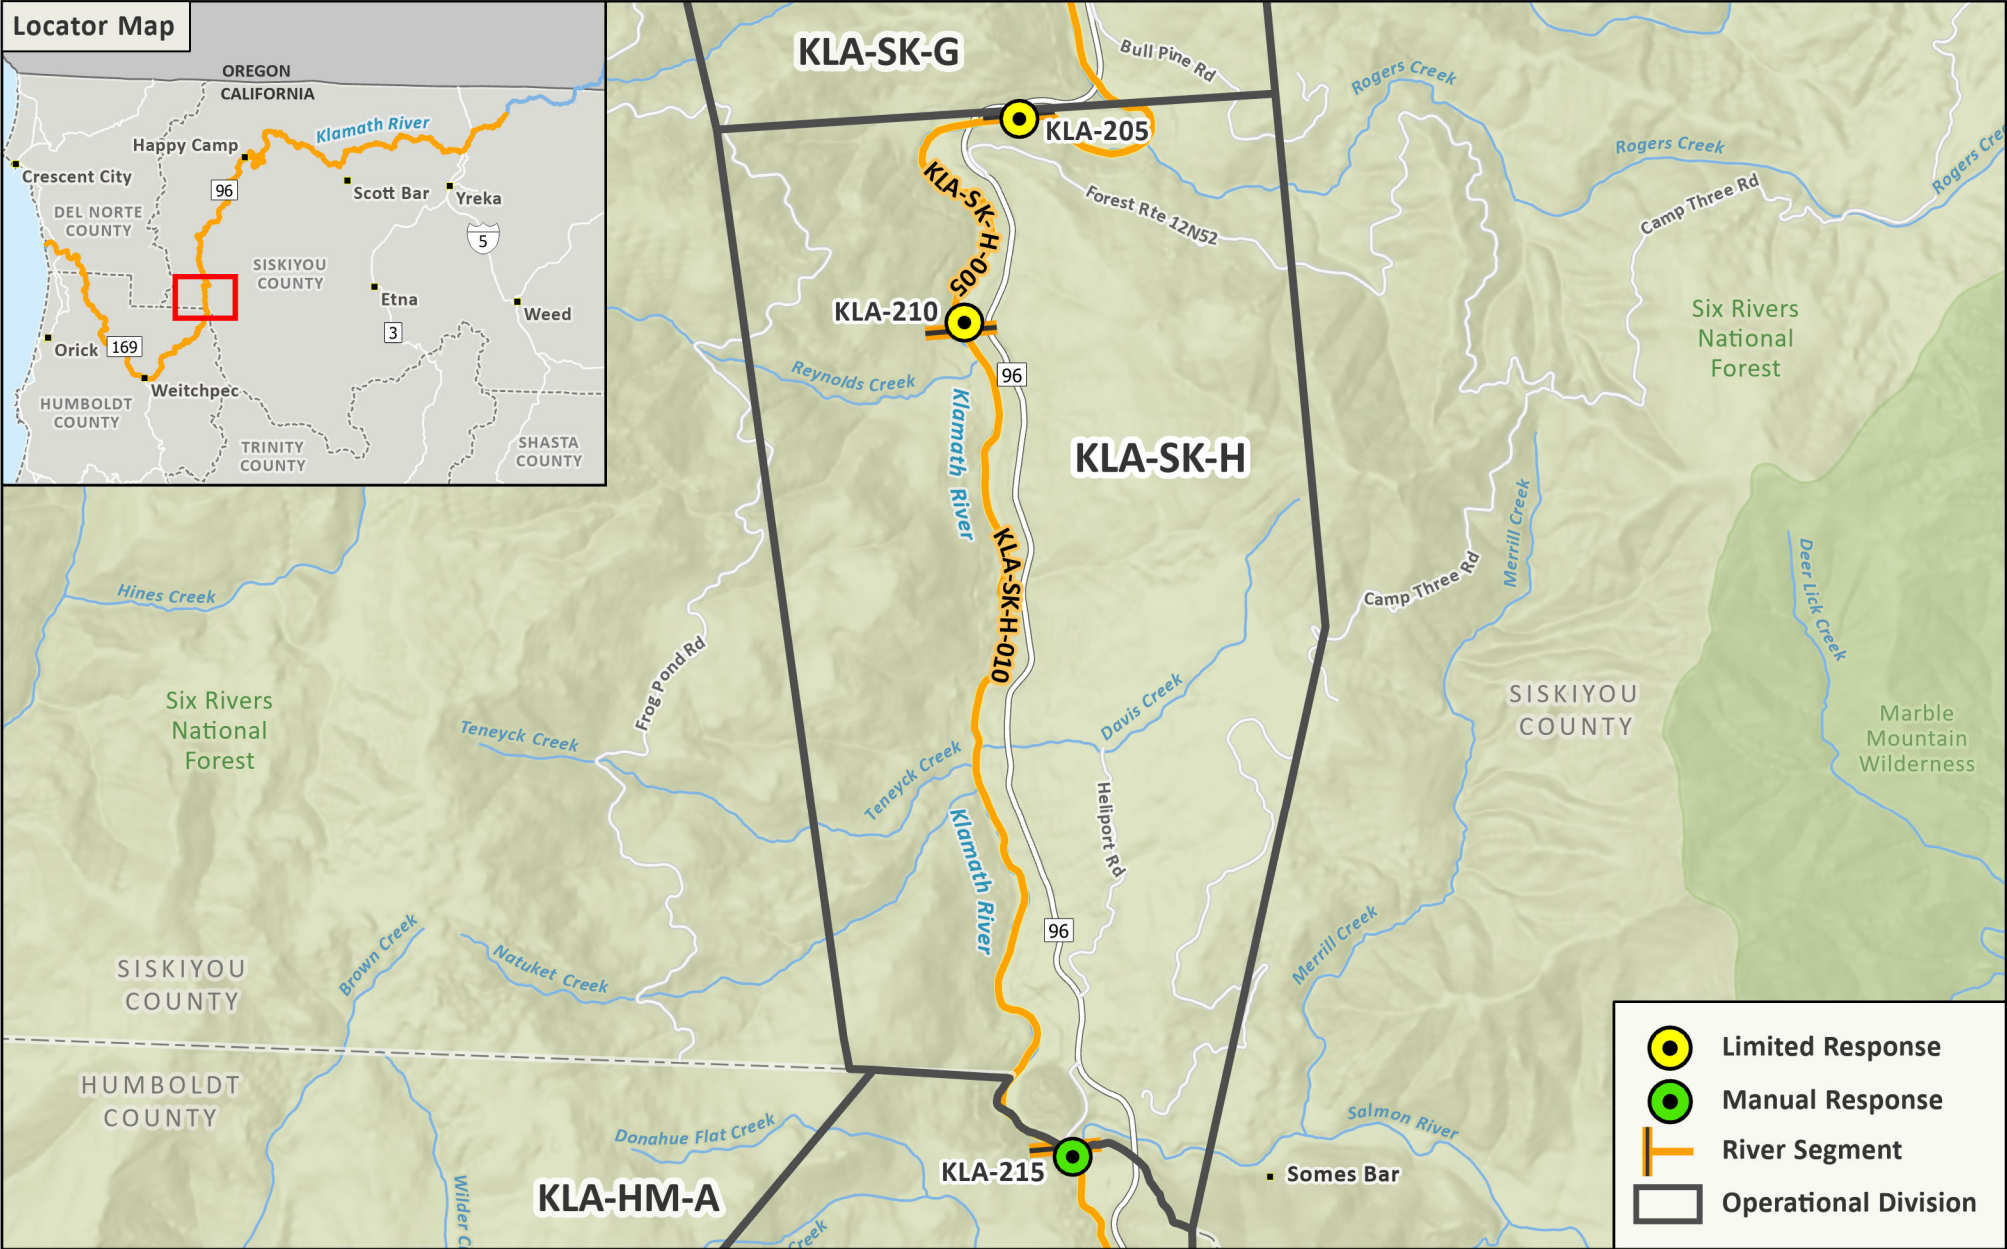 Locator Map
OREGON
CALIFORNIA
Klamath River
Happy Camp
Crescent City
96
Scott Bar
Yreka
DEL NORTE
COUNTY
5
SISKIYOU
COUNTY
Etna
Weed
3
Orick
169
Weitchpec
HUMBOLDT
COUNTY
TRINITY
COUNTY
SHASTA
COUNTY
KLA-SK-G
Bull Pine Rd
Rogers Creek
KLA-205
Rogers Creek
Rogers Cree
KLA-SK-H-005
Forest Rte 12N52
Camp Three Rd
KLA-210
Six Rivers
National
Forest
Reynolds Creek
96
Klamath River
KLA-SK-H
Merrill Creek
KLA-SK-H-010
Camp Three Rd
Deer Lick Creek
Hines Creek
Frog Pond Rd
Six Rivers
National
Forest
Teneyck Creek
Davis Creek
Teneyck Creek
SISKIYOU
COUNTY
Marble
Mountain
Wilderness
Heliport Rd
Klamath River
96
Brown Creek
Natuket Creek
Merrill Creek
SISKIYOU
COUNTY
HUMBOLDT
COUNTY
Donahue Flat Creek
Salmon River
KLA-215
Somes Bar
KLA-HM-A
Wilder C
Creek
Limited Response
Manual Response
River Segment
Operational Division